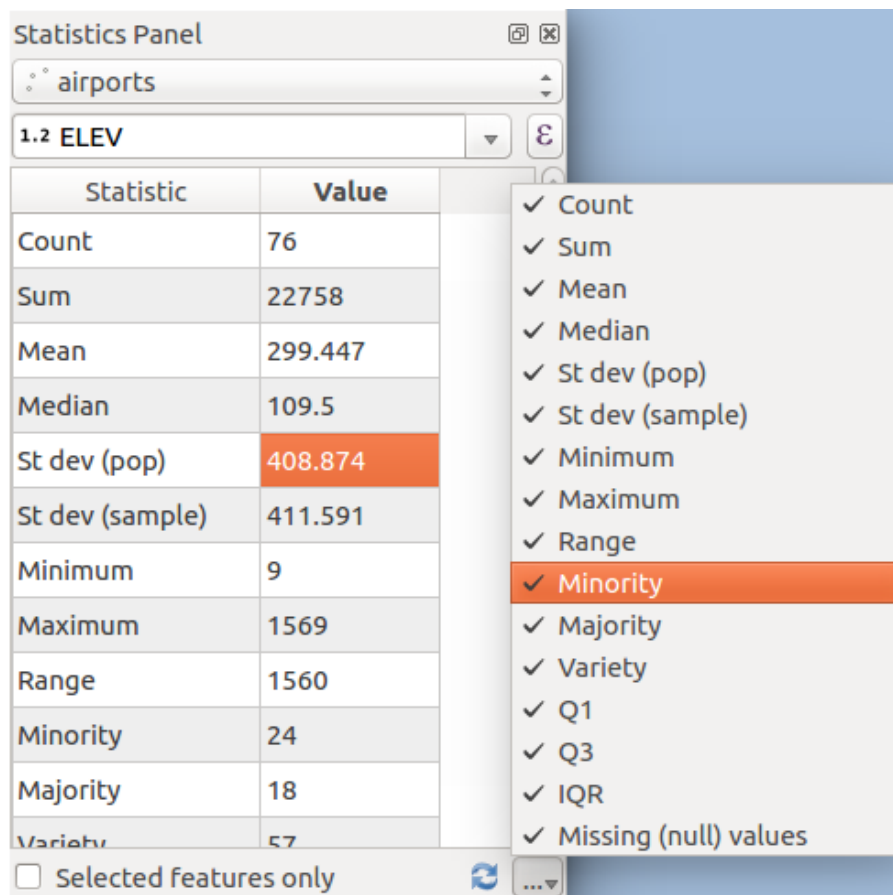 Statistics Panel
airports
1.2 ELEV
ε
Statistic Value
Count 76
Sum 22758
Mean 299.447
Median 109.5
St dev (pop) 408.874
St dev (sample) 411.591
Minimum 9
Maximum 1569
Range 1560
Minority 24
Majority 18
Variety 57
Selected features only
...
Count
Sum
Mean
Median
St dev (pop)
St dev (sample)
Minimum
Maximum
Range
Minority
Majority
Variety
Q1
Q3
IQR
Missing (null) values